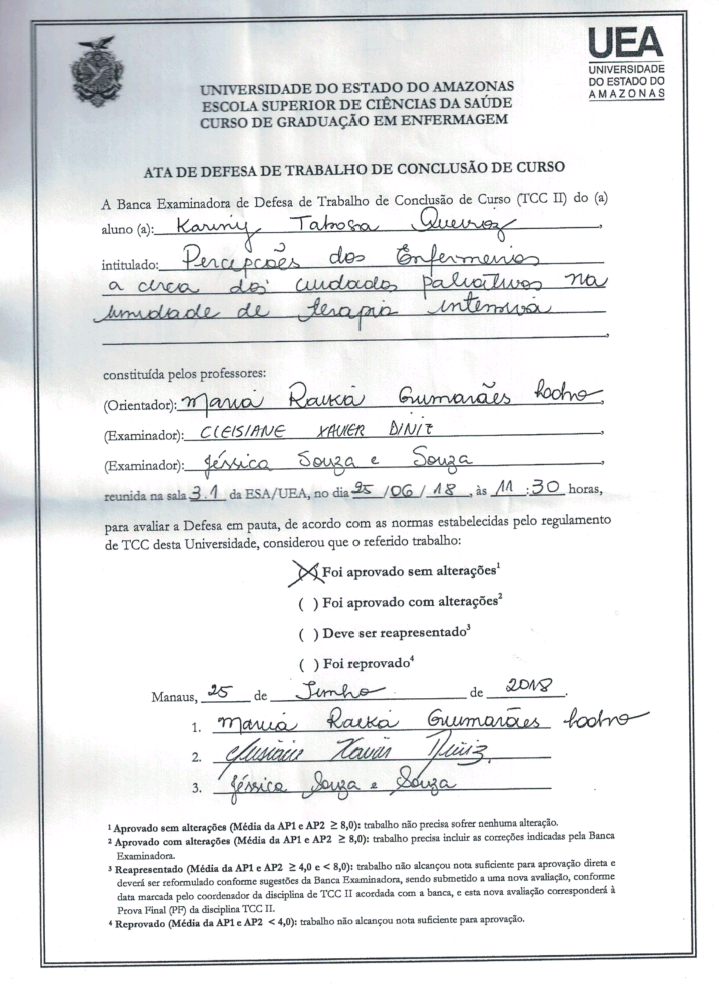 UEA
UNIVERSIDADE
DO ESTADO DO
AMAZONAS
UNIVERSIDADE DO ESTADO DO AMAZONAS
ESCOLA SUPERIOR DE CIÊNCIAS DA SAÚDE
CURSO DE GRADUAÇÃO EM ENFERMAGEM
ATA DE DEFESA DE TRABALHO DE CONCLUSÃO DE CURSO
A Banca Examinadora de Defesa de Trabalho de Conclusão de Curso (TCC II) do (a)
aluno (a): Kariny Tabosa Queiroz,
intitulado: Percepções dos Enfermeiros
a cerca dos cuidados paliativos na
unidade de terapia intensiva
constituída pelos professores:
(Orientador): Maria Raika Guimarães,
(Examinador): CLEISIANE XAVIER DINIZ,
(Examinador): Jéssica Souza e Souza,
reunida na sala 3.1 da ESA/UEA, no dia 25 /06 / 18, às 11 :30 horas,
para avaliar a Defesa em pauta, de acordo com as normas estabelecidas pelo regulamento
de TCC desta Universidade, considerou que o referido trabalho:
(X) Foi aprovado sem alterações¹
( ) Foi aprovado com alterações²
( ) Deve ser reapresentado³
( ) Foi reprovado⁴
Manaus, 25 de Junho de 2018.
1. Maria Raika Guimarães
2. Cleisiane Xavier Diniz
3. Jéssica Souza e Souza
¹ Aprovado sem alterações (Média da AP1 e AP2 ≥ 8,0): trabalho não precisa sofrer nenhuma alteração.
² Aprovado com alterações (Média da AP1 e AP2 ≥ 8,0): trabalho precisa incluir as correções indicadas pela Banca
Examinadora.
³ Reapresentado (Média da AP1 e AP2 ≥ 4,0 e < 8,0): trabalho não alcançou nota suficiente para aprovação direta e
deverá ser reformulado conforme sugestões da Banca Examinadora, sendo submetido a uma nova avaliação, conforme
data marcada pelo coordenador da disciplina de TCC II acordada com a banca, e esta nova avaliação corresponderá à
Prova Final (PF) da disciplina TCC II.
⁴ Reprovado (Média da AP1 e AP2 < 4,0): trabalho não alcançou nota suficiente para aprovação.